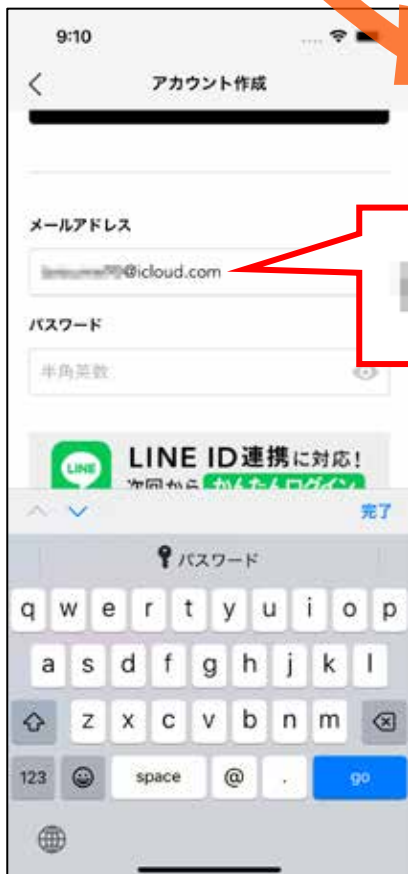 9:10
アカウント作成
メールアドレス
@icloud.com
パスワード
半角英数
LINE
LINE ID連携に対応!
次回から かんたんログイン
完了
パスワード
q w e r t y u i o p
a s d f g h j k l
z x c v b n m
123 space @ . go